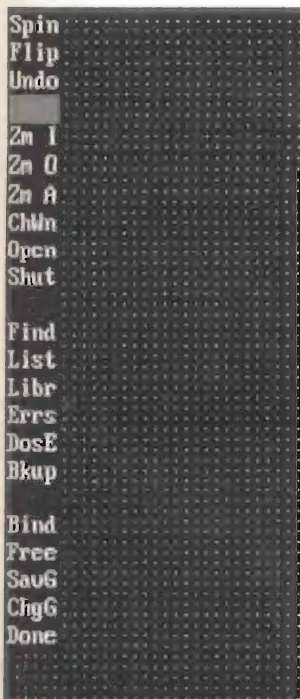 Spin
Flip
Undo
Zm I
Zm O
Zm A
ChWn
Open
Shut
Find
List
Libr
Errs
DosE
Bkup
Bind
Free
SavG
ChgG
Done